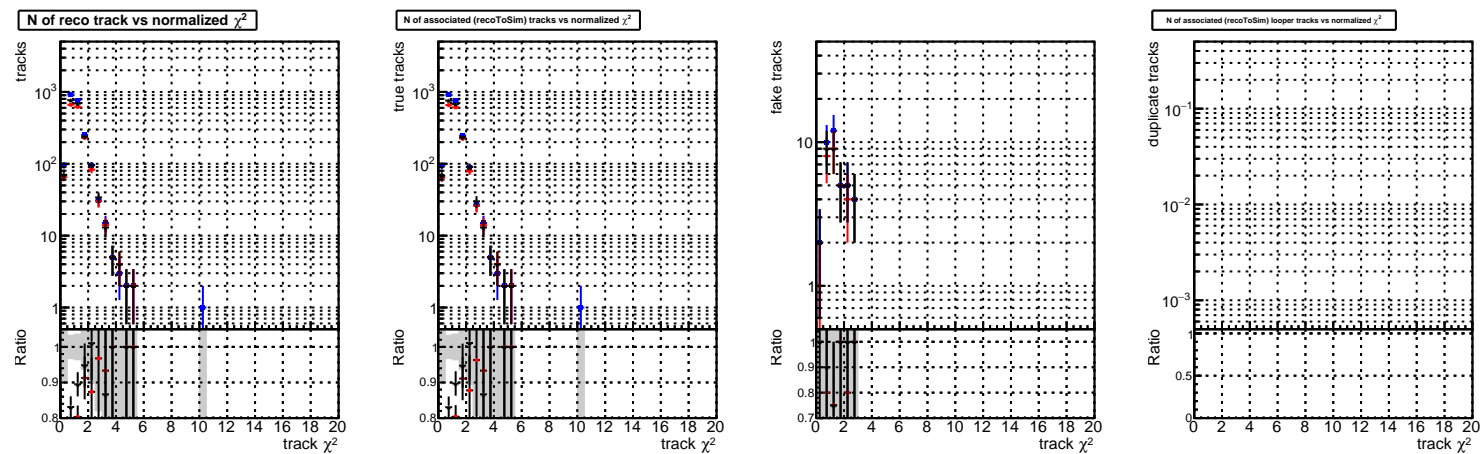 N of reco track vs normalized χ²
tracks
10³
10²
10
1
Ratio
1
0.9
0.8
0 2 4 6 8 10 12 14 16 18 20
track χ²
N of associated (recoToSim) tracks vs normalized χ²
true tracks
10³
10²
10
1
Ratio
1
0.9
0.8
0 2 4 6 8 10 12 14 16 18 20
track χ²
fake tracks
10
1
Ratio
1
0.9
0.8
0.7
0 2 4 6 8 10 12 14 16 18 20
track χ²
N of associated (recoToSim) looper tracks vs normalized χ²
duplicate tracks
10⁻¹
10⁻²
10⁻³
Ratio
1
0.5
0
0 2 4 6 8 10 12 14 16 18 20
track χ²